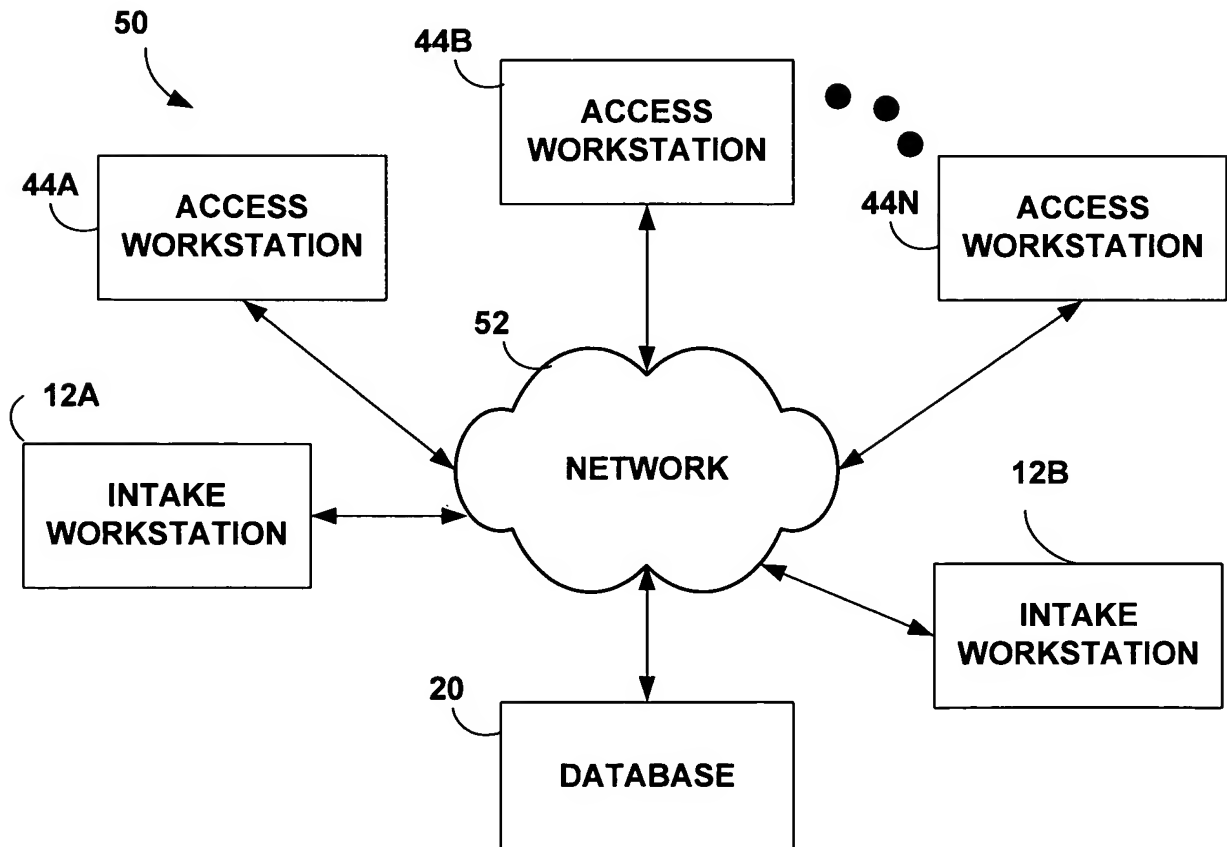 50
44B
ACCESS
WORKSTATION
44A
ACCESS
WORKSTATION
44N
ACCESS
WORKSTATION
52
12A
INTAKE
WORKSTATION
NETWORK
12B
INTAKE
WORKSTATION
20
DATABASE